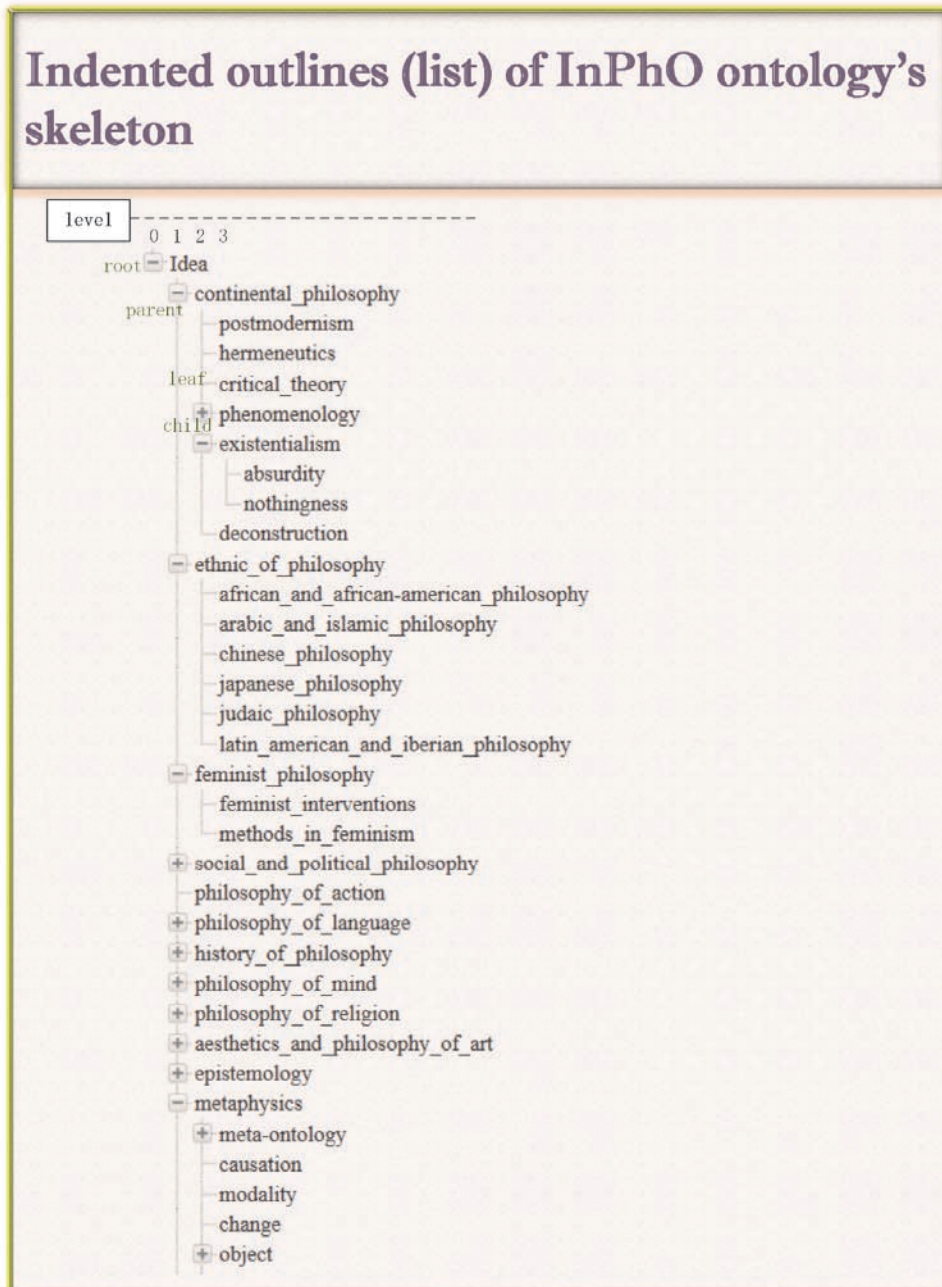 Indented outlines (list) of InPhO ontology's
skeleton
level
0 1 2 3
root Idea
continental_philosophy
parent
postmodernism
hermeneutics
leaf critical_theory
phenomenology
child
existentialism
absurdity
nothingness
deconstruction
ethnic_of_philosophy
african_and_african-american_philosophy
arabic_and_islamic_philosophy
chinese_philosophy
japanese_philosophy
judaic_philosophy
latin_american_and_iberian_philosophy
feminist_philosophy
feminist_interventions
methods_in_feminism
social_and_political_philosophy
philosophy_of_action
philosophy_of_language
history_of_philosophy
philosophy_of_mind
philosophy_of_religion
aesthetics_and_philosophy_of_art
epistemology
metaphysics
meta-ontology
causation
modality
change
object